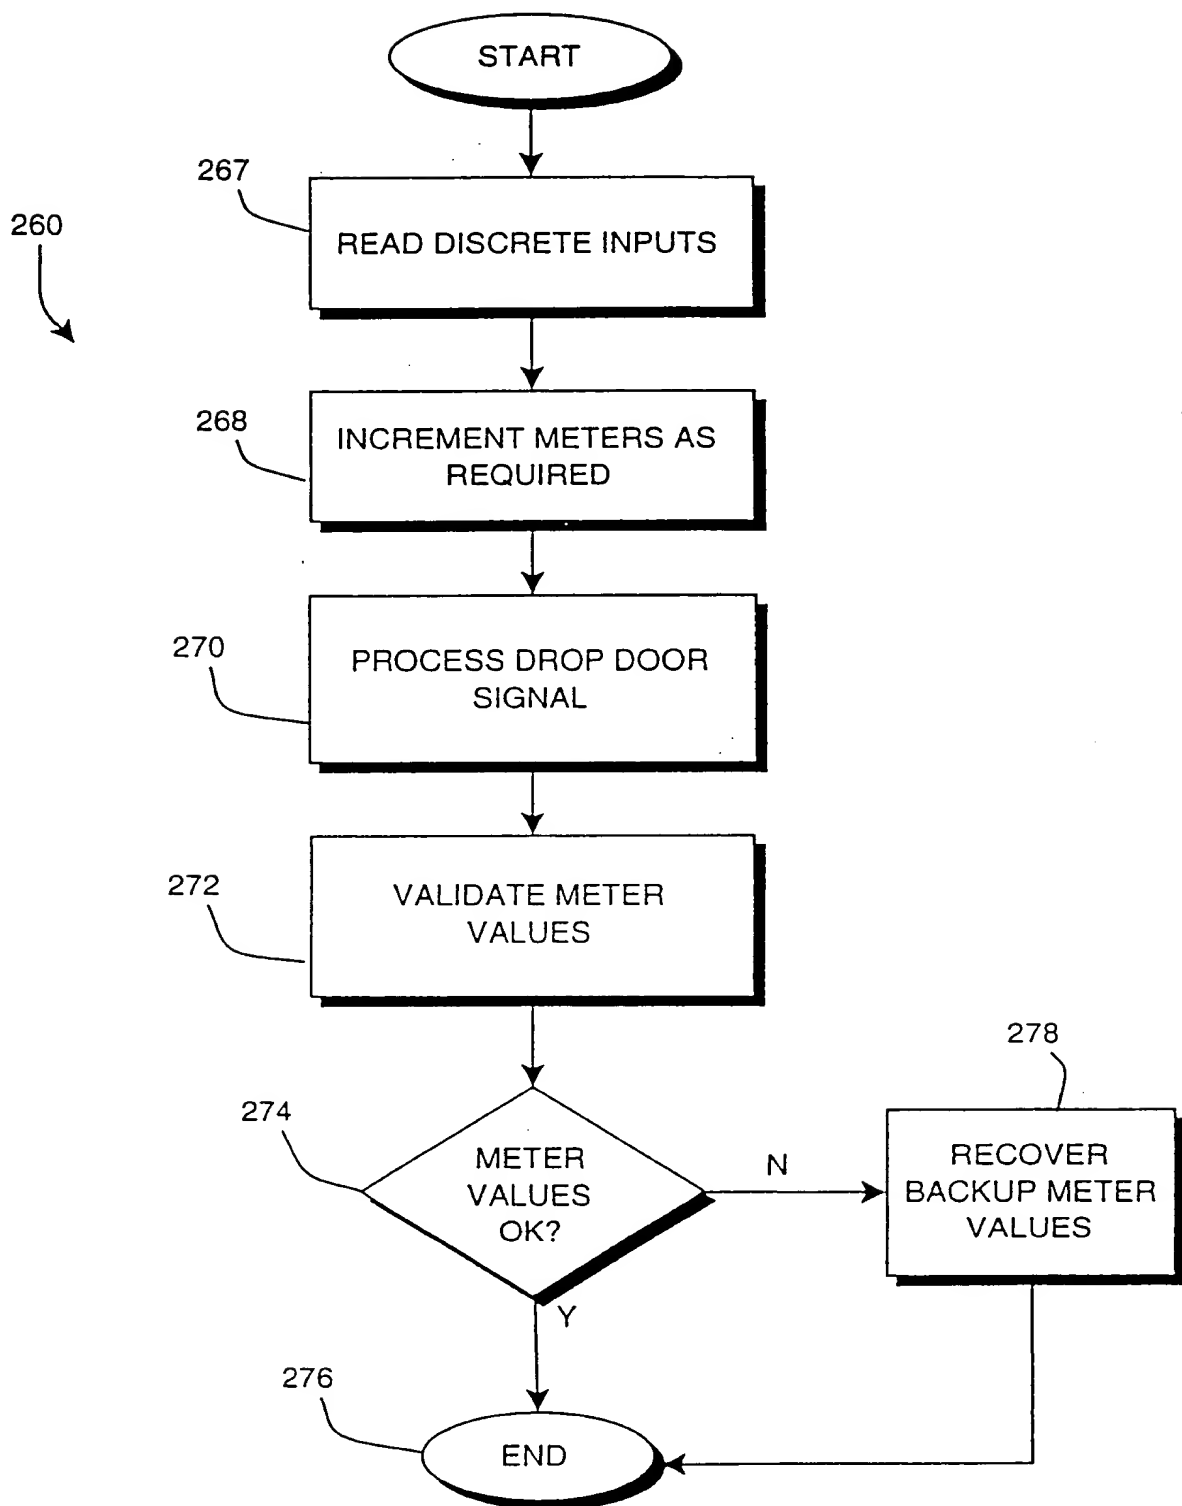 START
267
260
READ DISCRETE INPUTS
268
INCREMENT METERS AS
REQUIRED
270
PROCESS DROP DOOR
SIGNAL
272
VALIDATE METER
VALUES
278
274
METER
VALUES
OK?
N
RECOVER
BACKUP METER
VALUES
Y
276
END